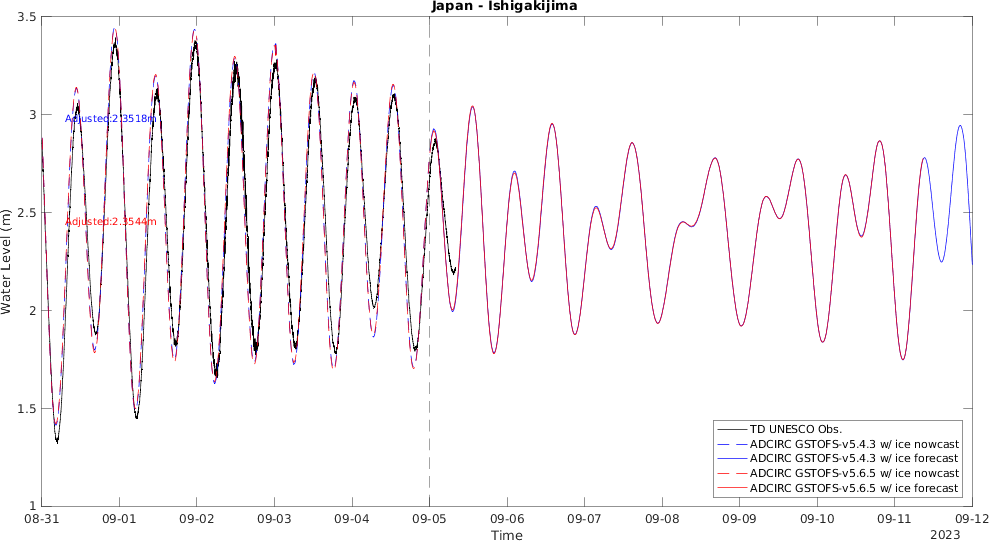 Japan - Ishigakijima
3.5
3
2.5
2
1.5
1
Water Level (m)
Adjusted:2.3518m
Adjusted:2.3544m
TD UNESCO Obs.
ADCIRC GSTOFS-v5.4.3 w/ ice nowcast
ADCIRC GSTOFS-v5.4.3 w/ ice forecast
ADCIRC GSTOFS-v5.6.5 w/ ice nowcast
ADCIRC GSTOFS-v5.6.5 w/ ice forecast
08-31 09-01 09-02 09-03 09-04 09-05 09-06 09-07 09-08 09-09 09-10 09-11 09-12
Time
2023